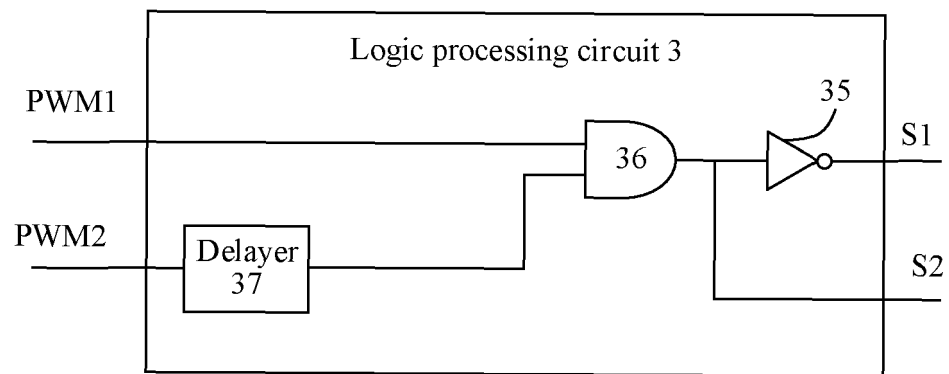 Logic processing circuit 3
PWM1
35
S1
36
PWM2
Delayer
37
S2